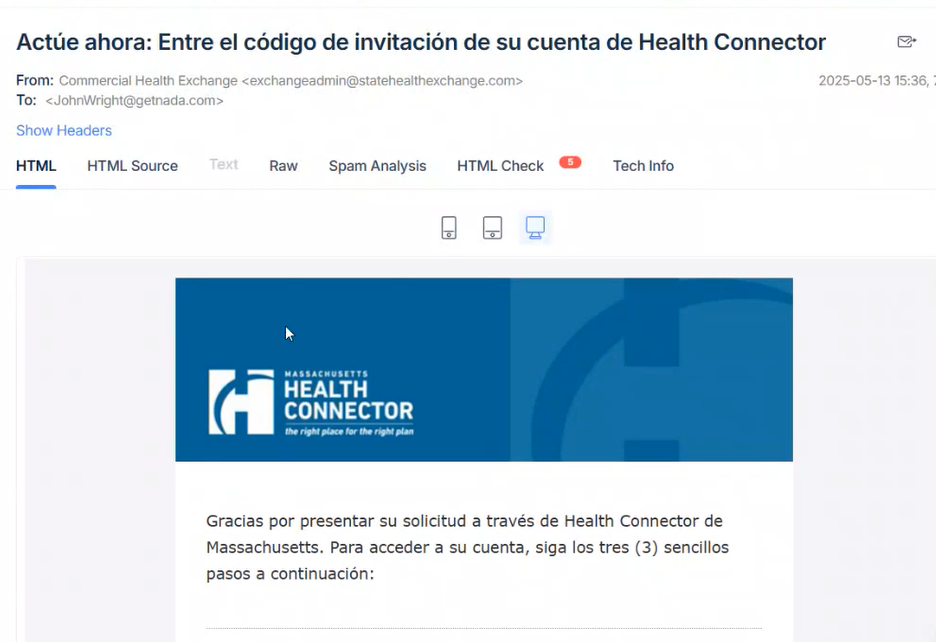 Actúe ahora: Entre el código de invitación de su cuenta de Health Connector
From: Commercial Health Exchange <exchangeadmin@statehealthexchange.com>
2025-05-13 15:36,
To: <JohnWright@getnada.com>
Show Headers
HTML HTML Source Text Raw Spam Analysis HTML Check 5 Tech Info
MASSACHUSETTS
HEALTH
CONNECTOR
the right place for the right plan
Gracias por presentar su solicitud a través de Health Connector de
Massachusetts. Para acceder a su cuenta, siga los tres (3) sencillos
pasos a continuación: